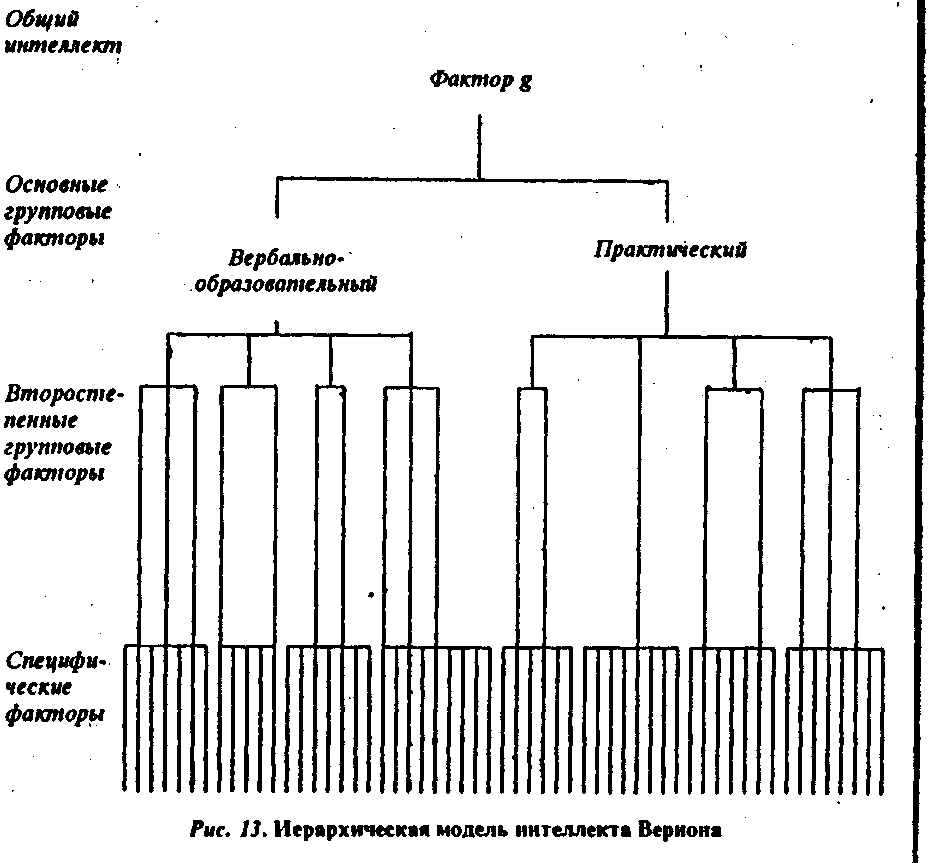 Общий
интеллект
Фактор g
Основные
групповые
факторы
Вербально-
образовательный
Практический
Второсте-
пенные
групповые
факторы
Специфи-
ческие
факторы
Рис. 13. Иерархическая модель интеллекта Вернона